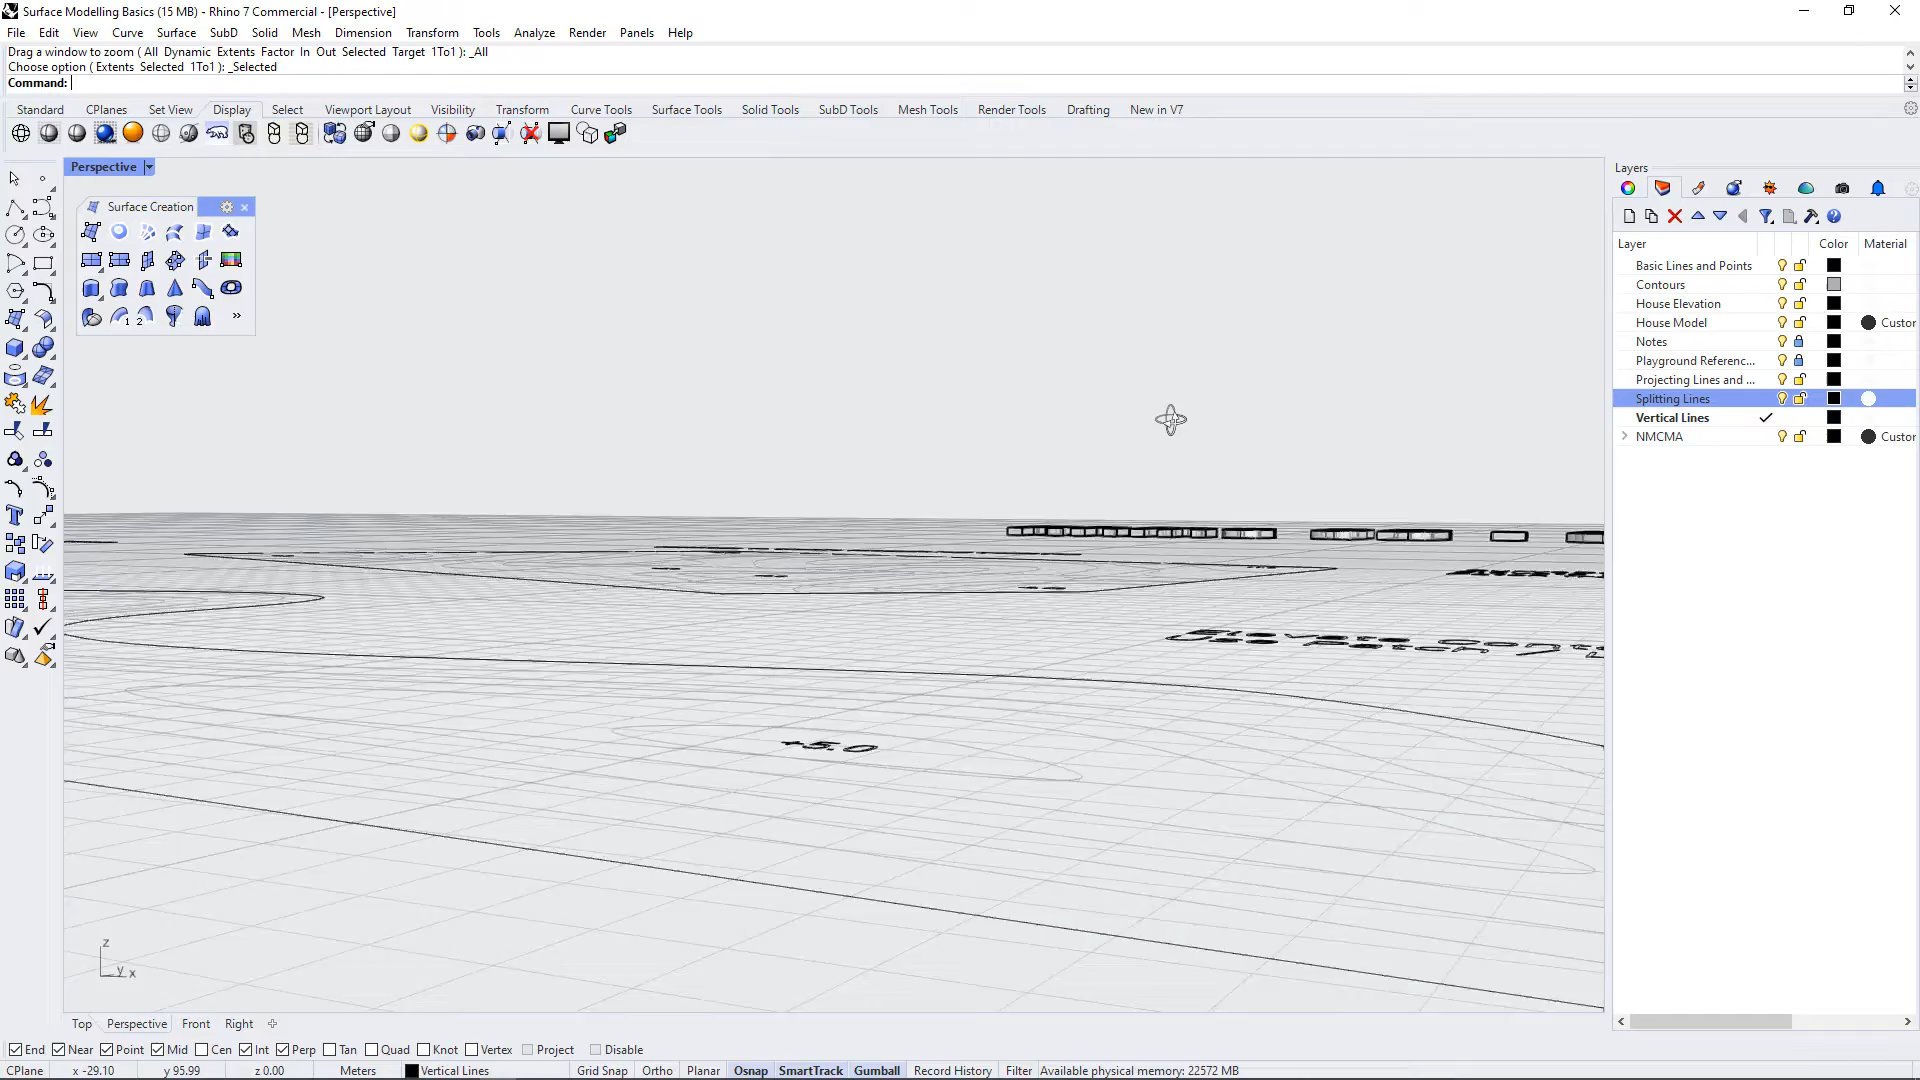 Surface Modelling Basics (15 MB) - Rhino 7 Commercial - [Perspective]
File Edit View Curve Surface SubD Solid Mesh Dimension Transform Tools Analyze Render Panels Help
Drag a window to zoom ( All Dynamic Extents Factor In Out Selected Target 1To1 ): _All
Choose option ( Extents Selected 1To1 ): _Selected
Command:
Standard CPlanes Set View Display Select Viewport Layout Visibility Transform Curve Tools Surface Tools Solid Tools SubD Tools Mesh Tools Render Tools Drafting New in V7
Perspective
Surface Creation
1 2
»
+5.0
z
y x
Layers
Layer Color Material
Basic Lines and Points
Contours
House Elevation
House Model Custor
Notes
Playground Referenc...
Projecting Lines and ...
Splitting Lines
Vertical Lines
NMCMA Custor
Top Perspective Front Right
End Near Point Mid Cen Int Perp Tan Quad Knot Vertex Project Disable
CPlane x -29.10 y 95.99 z 0.00 Meters Vertical Lines Grid Snap Ortho Planar Osnap SmartTrack Gumball Record History Filter Available physical memory: 22572 MB